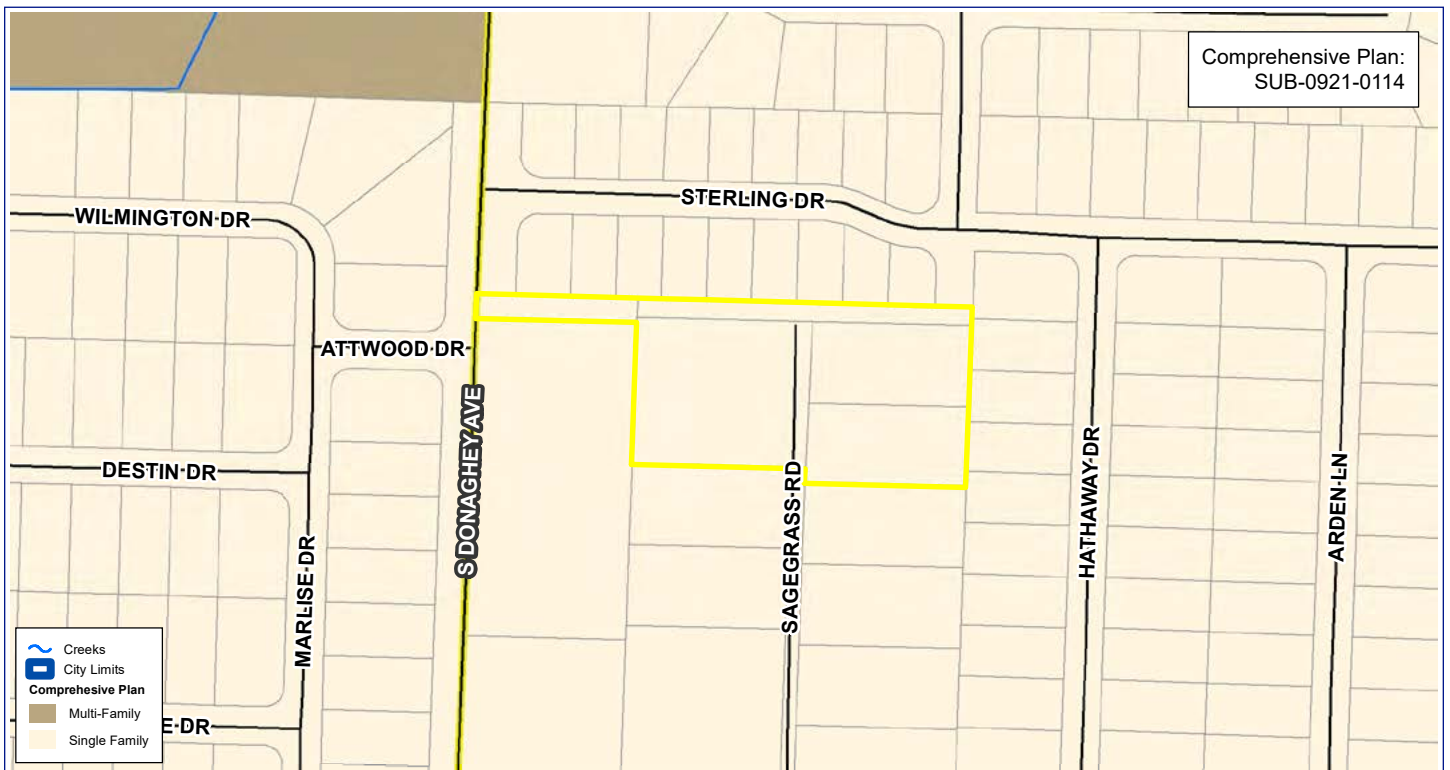 Comprehensive Plan:
SUB-0921-0114
STERLING DR
WILMINGTON DR
ATTWOOD DR
S DONAGHEY AVE
DESTIN DR
MARLISE DR
SAGEGRASS RD
HATHAWAY DR
ARDEN LN
E DR
Creeks
City Limits
Comprehesive Plan
Multi-Family
Single Family